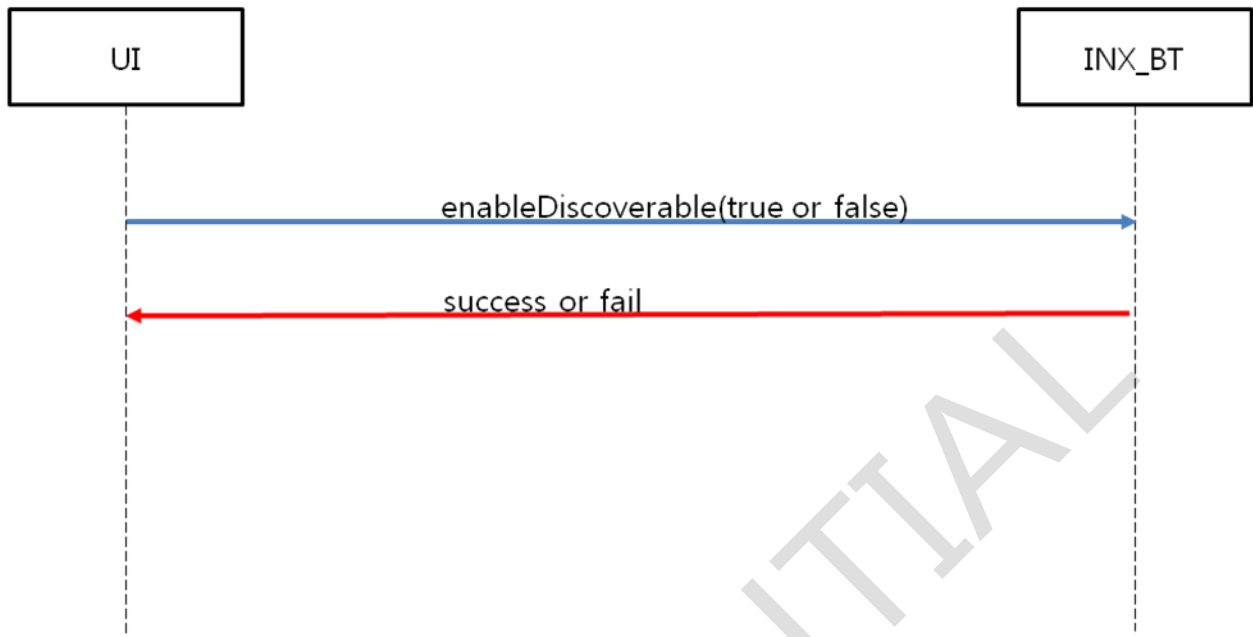 UI
INX_BT
enableDiscoverable(true or false)
success or fail